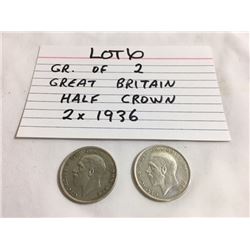 LOT 6
GR. OF 2
GREAT BRITAIN
HALF CROWN
2 x 1936